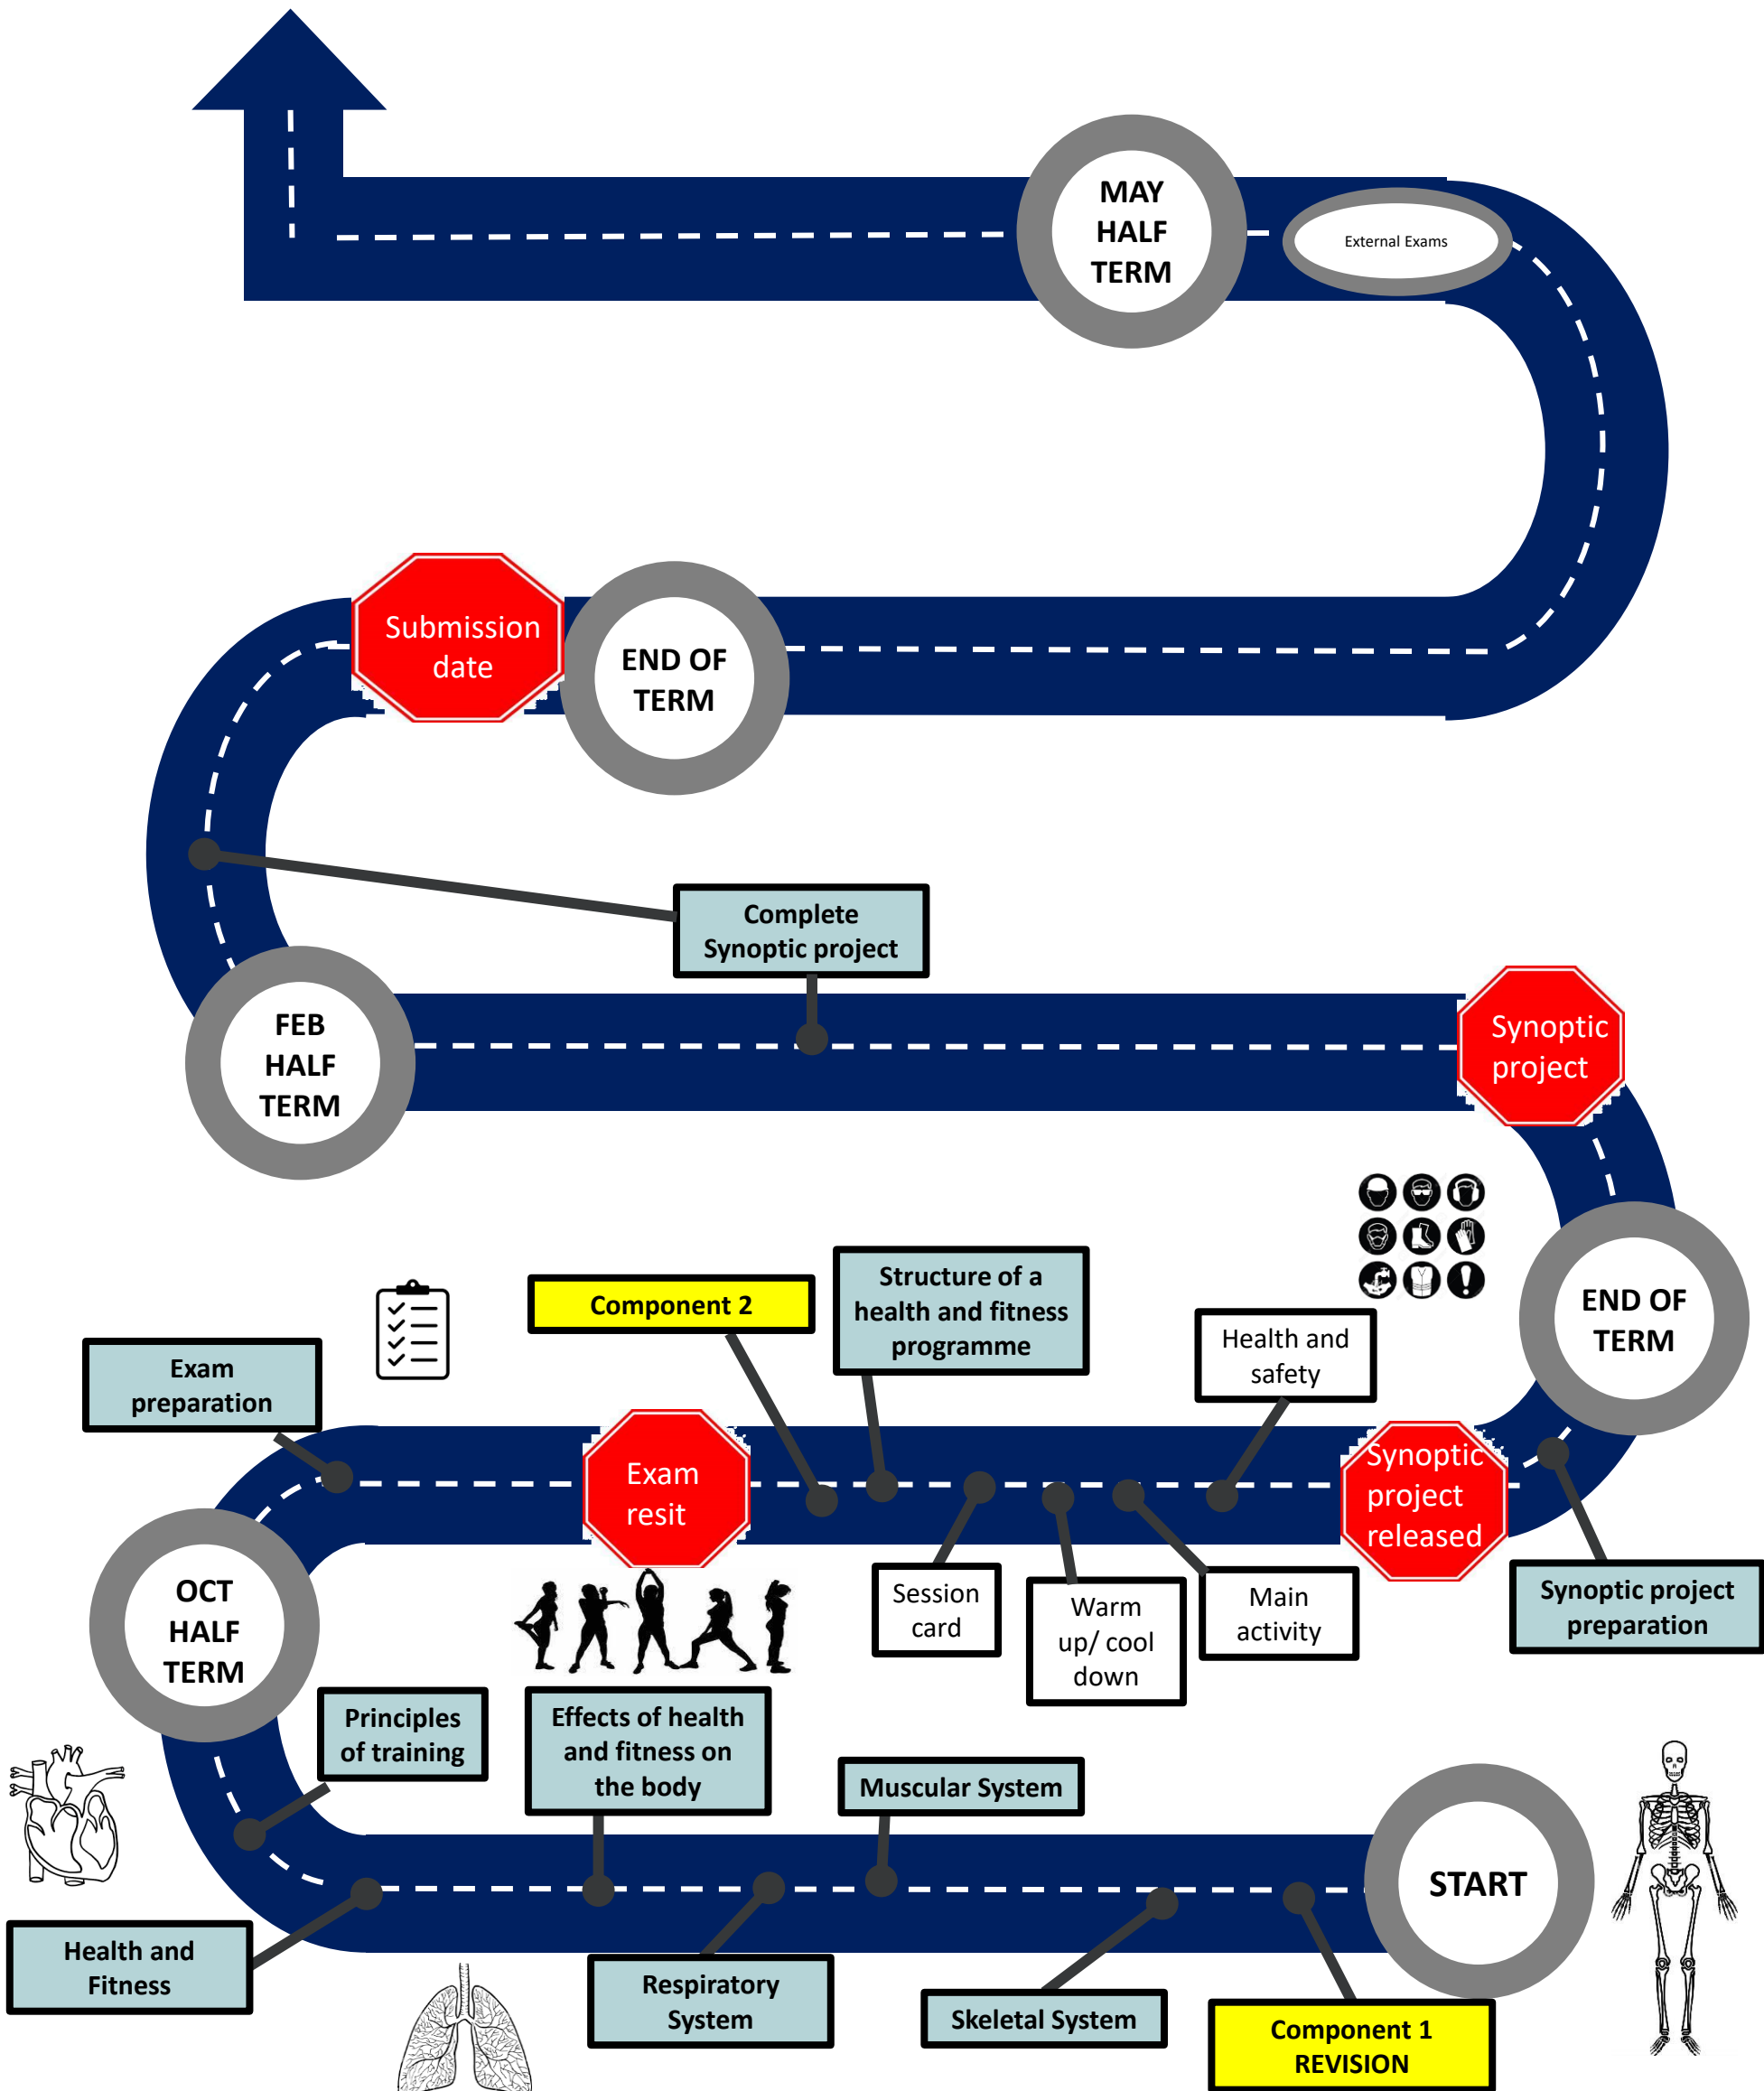 MAY
HALF
TERM
External Exams
Submission
date
END OF
TERM
Complete
Synoptic project
FEB
HALF
TERM
Synoptic
project
END OF
TERM
Structure of a
health and fitness
programme
Component 2
Health and
safety
Exam
preparation
Exam
resit
Synoptic
project
released
Session
card
Warm
up/ cool
down
Main
activity
Synoptic project
preparation
OCT
HALF
TERM
Principles
of training
Effects of health
and fitness on
the body
Muscular System
START
Health and
Fitness
Respiratory
System
Skeletal System
Component 1
REVISION